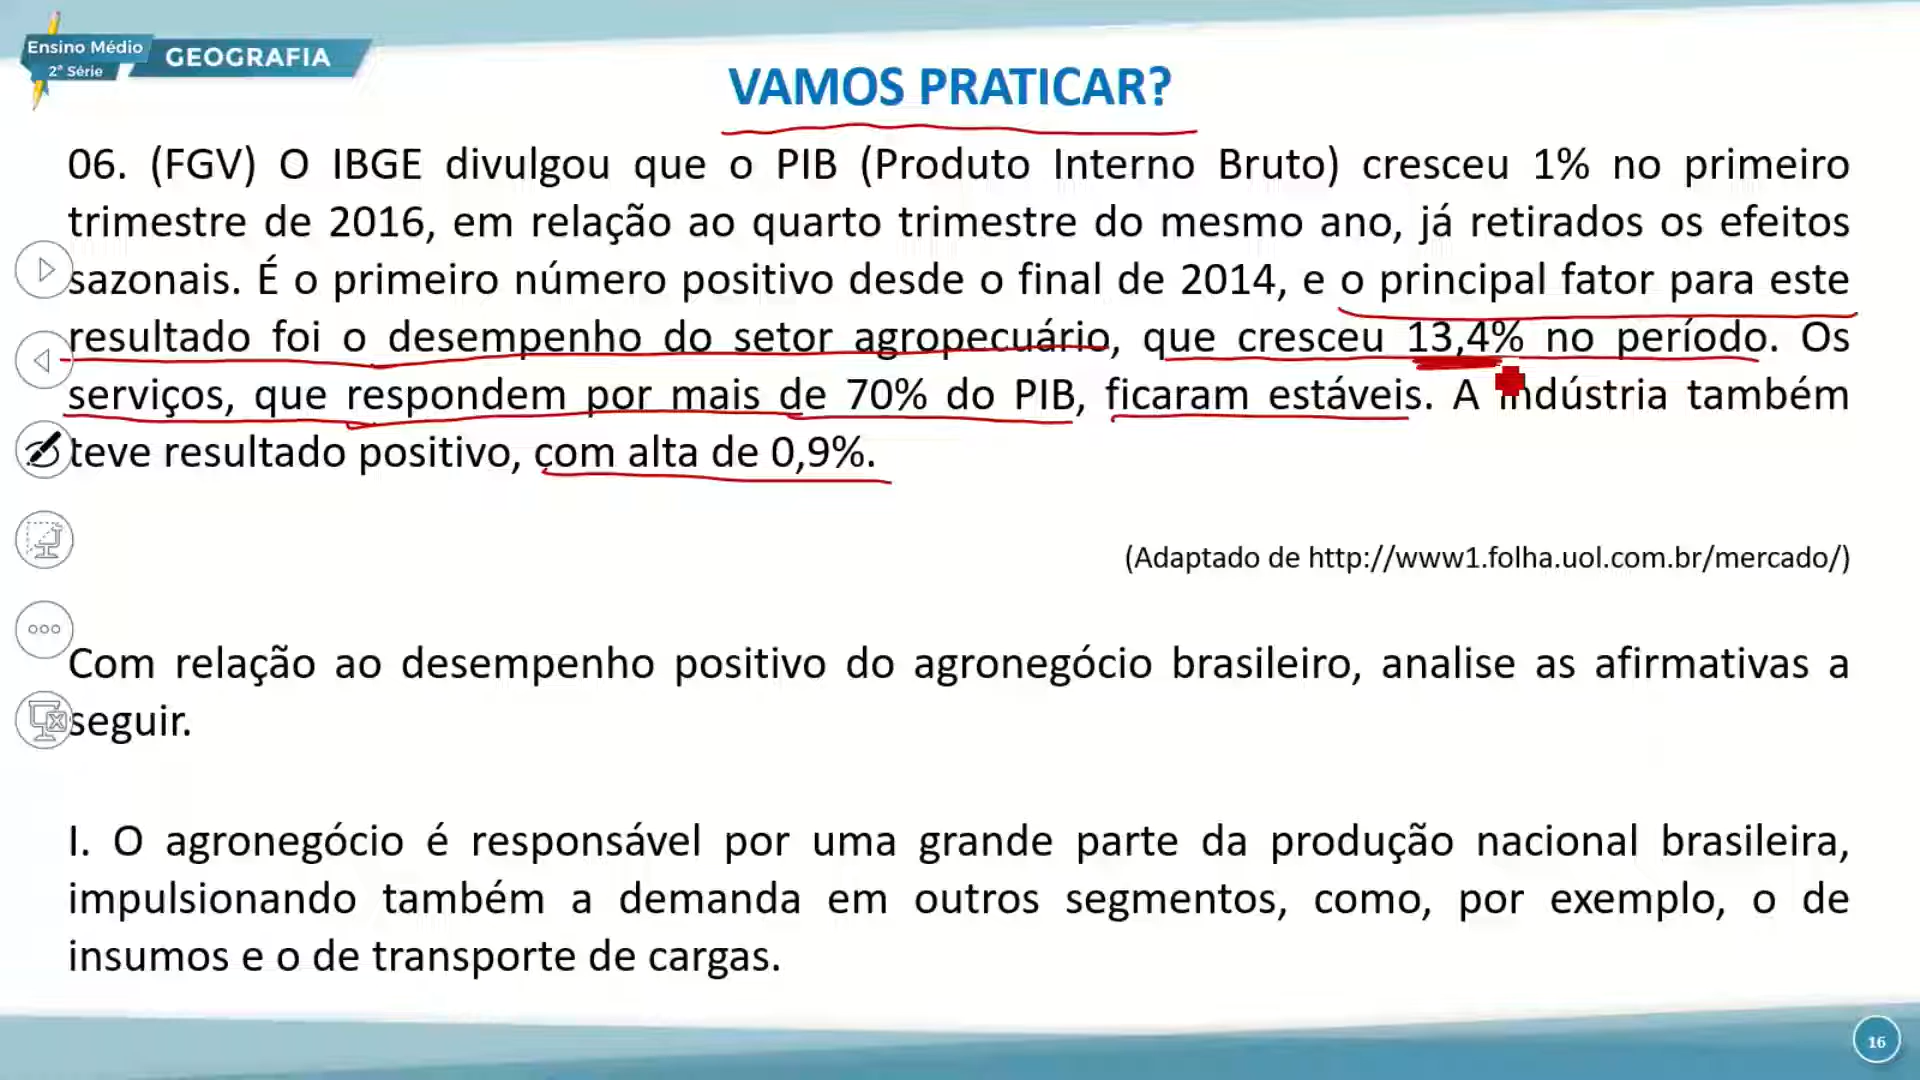 Ensino Médio
2ª Série
GEOGRAFIA
VAMOS PRATICAR?
06. (FGV) O IBGE divulgou que o PIB (Produto Interno Bruto) cresceu 1% no primeiro
trimestre de 2016, em relação ao quarto trimestre do mesmo ano, já retirados os efeitos
sazonais. É o primeiro número positivo desde o final de 2014, e o principal fator para este
resultado foi o desempenho do setor agropecuário, que cresceu 13,4% no período. Os
serviços, que respondem por mais de 70% do PIB, ficaram estáveis. A indústria também
teve resultado positivo, com alta de 0,9%.
(Adaptado de http://www1.folha.uol.com.br/mercado/)
Com relação ao desempenho positivo do agronegócio brasileiro, analise as afirmativas a
seguir.
I. O agronegócio é responsável por uma grande parte da produção nacional brasileira,
impulsionando também a demanda em outros segmentos, como, por exemplo, o de
insumos e o de transporte de cargas.
16